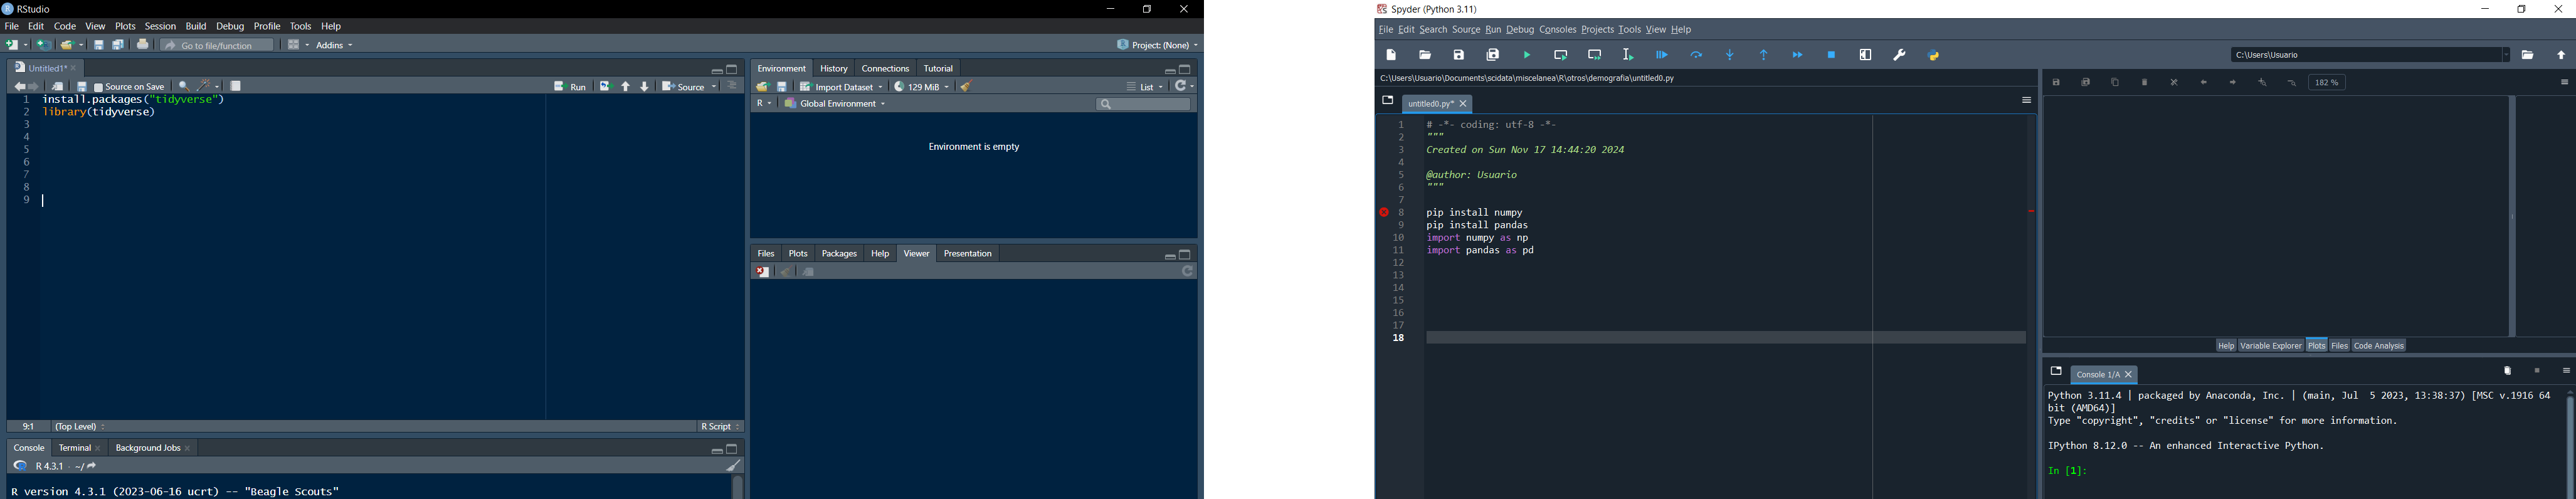 RStudio
File Edit Code View Plots Session Build Debug Profile Tools Help
Go to file/function Addins Project: (None)
Untitled1*
Source on Save Run Source
1 install.packages("tidyverse")
2 library(tidyverse)
3
4
5
6
7
8
9
9:1 (Top Level) R Script
Console Terminal Background Jobs
R 4.3.1 · ~/
R version 4.3.1 (2023-06-16 ucrt) -- "Beagle Scouts"
Environment History Connections Tutorial
Import Dataset 129 MiB List
R Global Environment
Environment is empty
Files Plots Packages Help Viewer Presentation
Spyder (Python 3.11)
File Edit Search Source Run Debug Consoles Projects Tools View Help
C:\Users\Usuario
C:\Users\Usuario\Documents\scidata\miscelanea\R\otros\demografia\untitled0.py
untitled0.py*
1 # -*- coding: utf-8 -*-
2 """
3 Created on Sun Nov 17 14:44:20 2024
4
5 @author: Usuario
6 """
7
8 pip install numpy
9 pip install pandas
10 import numpy as np
11 import pandas as pd
12
13
14
15
16
17
18
182 %
Help Variable Explorer Plots Files Code Analysis
Console 1/A
Python 3.11.4 | packaged by Anaconda, Inc. | (main, Jul 5 2023, 13:38:37) [MSC v.1916 64
bit (AMD64)]
Type "copyright", "credits" or "license" for more information.
IPython 8.12.0 -- An enhanced Interactive Python.
In [1]: